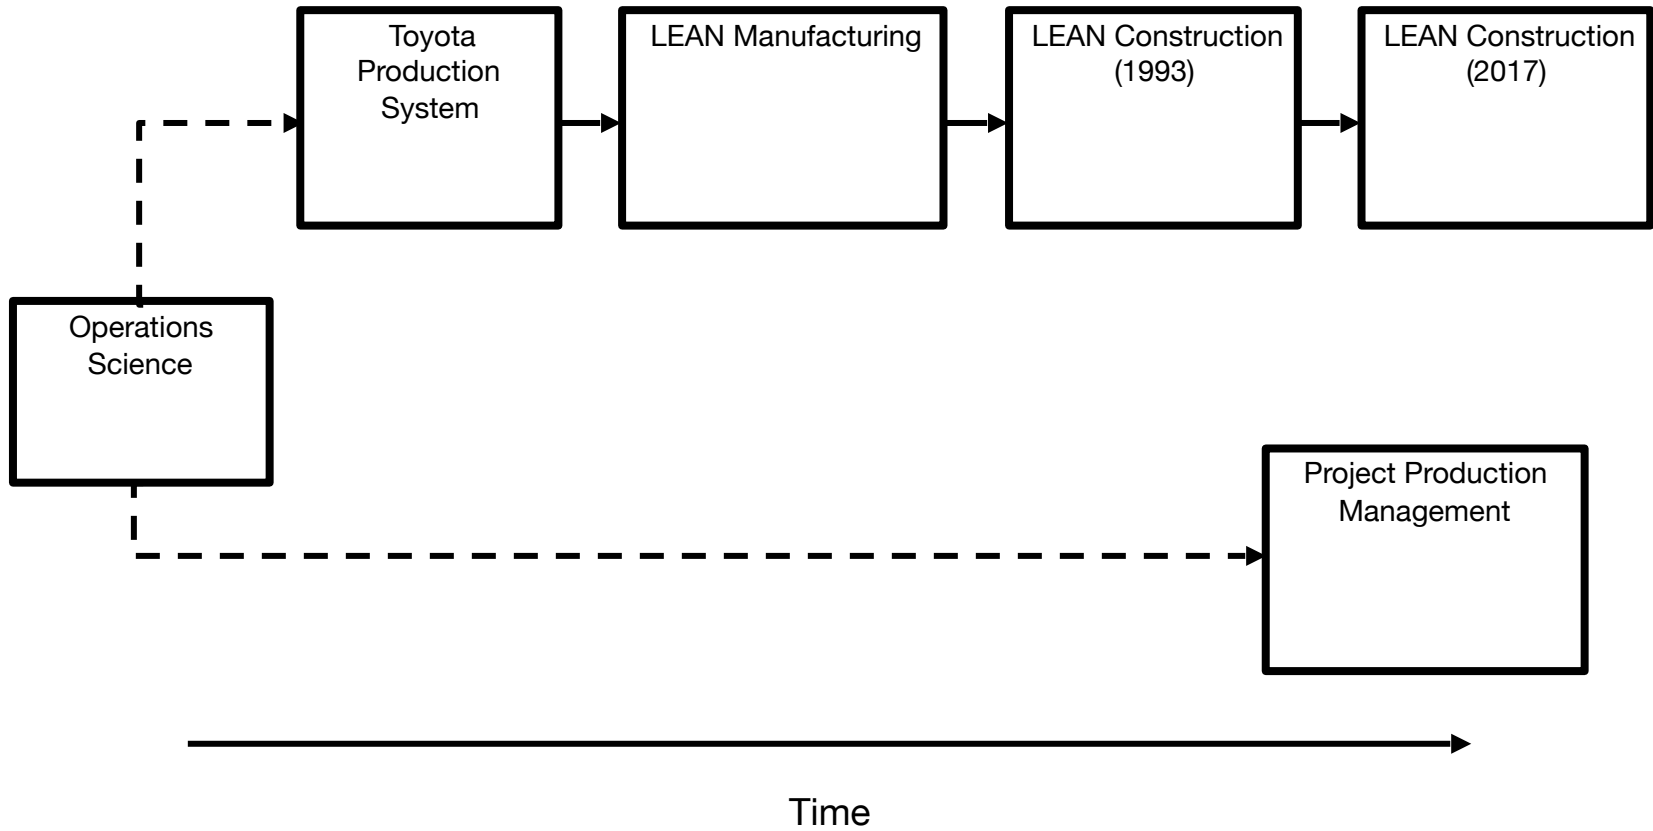 Toyota
Production
System
LEAN Manufacturing
LEAN Construction
(1993)
LEAN Construction
(2017)
Operations
Science
Project Production
Management
Time